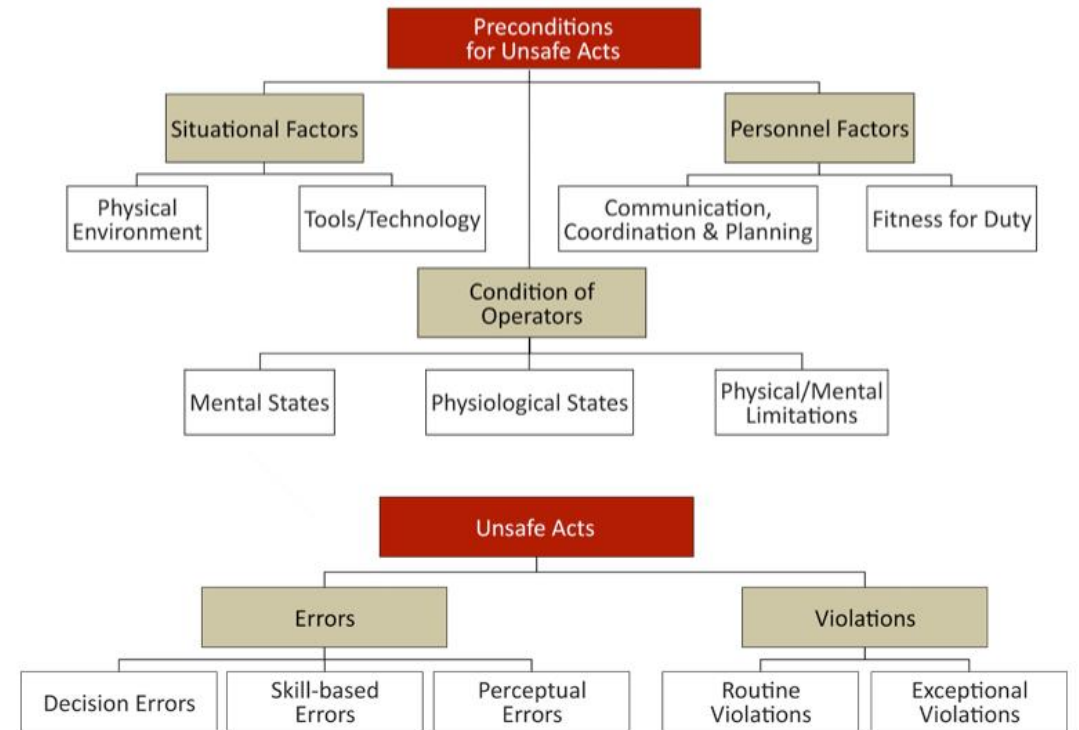 Preconditions
for Unsafe Acts
Situational Factors
Personnel Factors
Physical
Environment
Tools/Technology
Communication,
Coordination & Planning
Fitness for Duty
Condition of
Operators
Mental States
Physiological States
Physical/Mental
Limitations
Unsafe Acts
Errors
Violations
Decision Errors
Skill-based
Errors
Perceptual
Errors
Routine
Violations
Exceptional
Violations